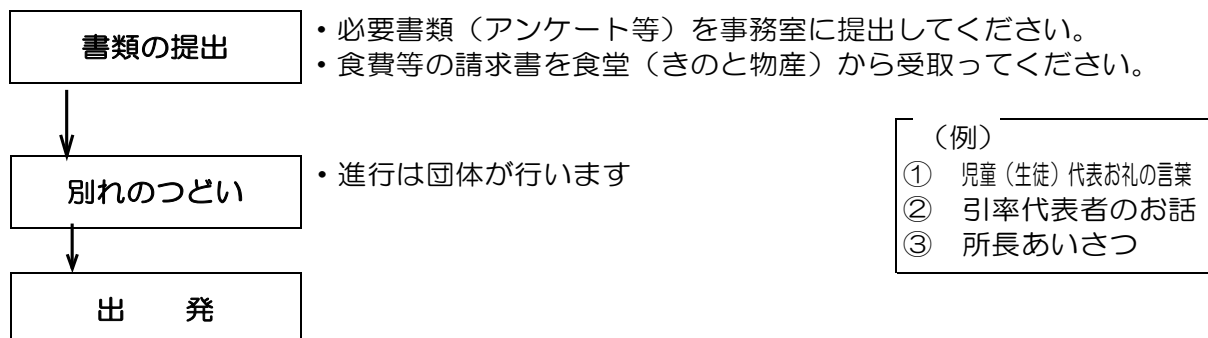 書類の提出
・必要書類（アンケート等）を事務室に提出してください。
・食費等の請求書を食堂（きのと物産）から受取ってください。
別れのつどい
・進行は団体が行います
（例）
①　児童（生徒）代表お礼の言葉
②　引率代表者のお話
③　所長あいさつ
出　　発